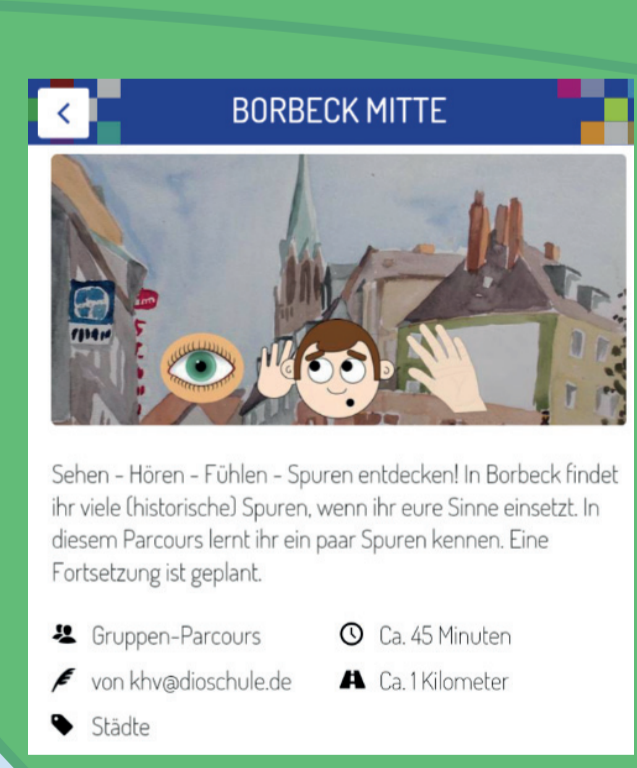 BORBECK MITTE
Sehen - Hören - Fühlen - Spuren entdecken! In Borbeck findet
ihr viele (historische) Spuren, wenn ihr eure Sinne einsetzt. In
diesem Parcours lernt ihr ein paar Spuren kennen. Eine
Fortsetzung ist geplant.
Gruppen-Parcours
Ca. 45 Minuten
von khv@dioschule.de
Ca. 1 Kilometer
Städte